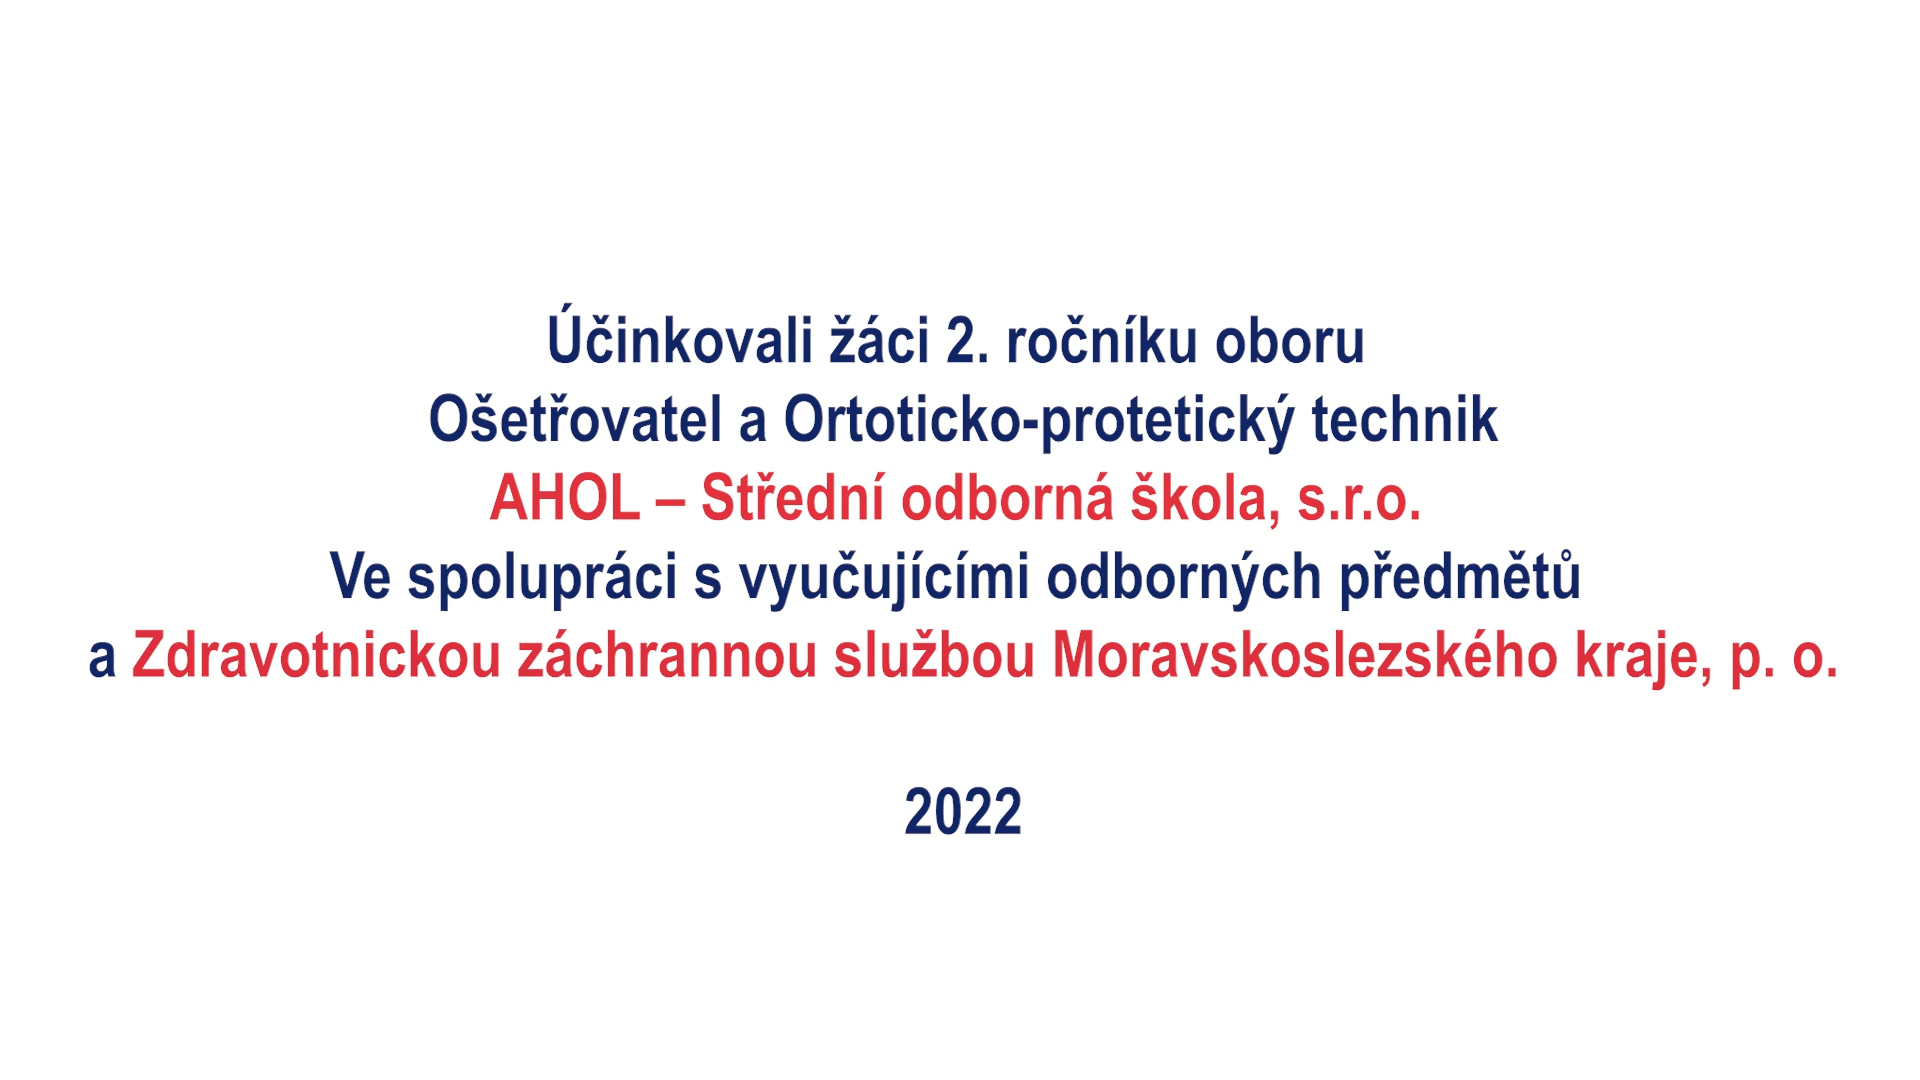 Účinkovali žáci 2. ročníku oboru
Ošetřovatel a Ortoticko-protetický technik
AHOL – Střední odborná škola, s.r.o.
Ve spolupráci s vyučujícími odborných předmětů
a Zdravotnickou záchrannou službou Moravskoslezského kraje, p. o.
2022